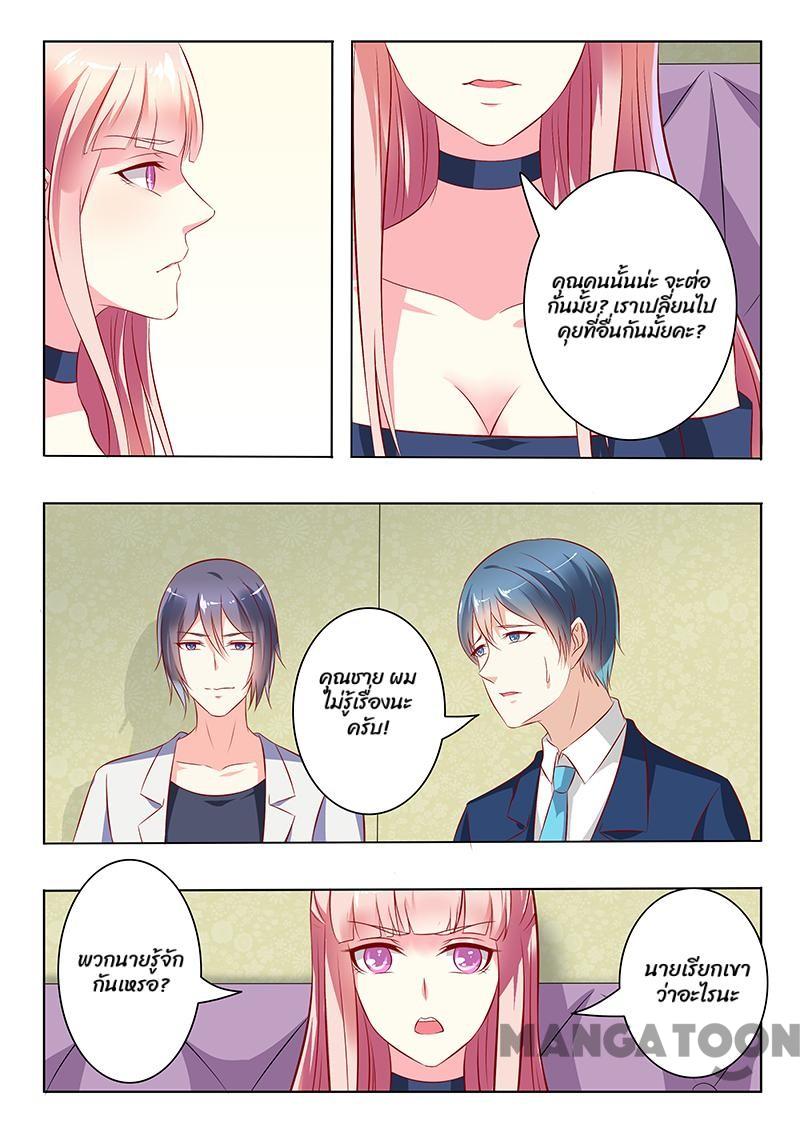 คุณคนนั้นน่ะ จะต่อ
กันมั้ย? เราเปลี่ยนไป
คุยที่อื่นกันมั้ยคะ?
คุณชาย ผม
ไม่รู้เรื่องนะ
ครับ!
พวกนายรู้จัก
กันเหรอ?
นายเรียกเขา
ว่าอะไรนะ
MANGATOON